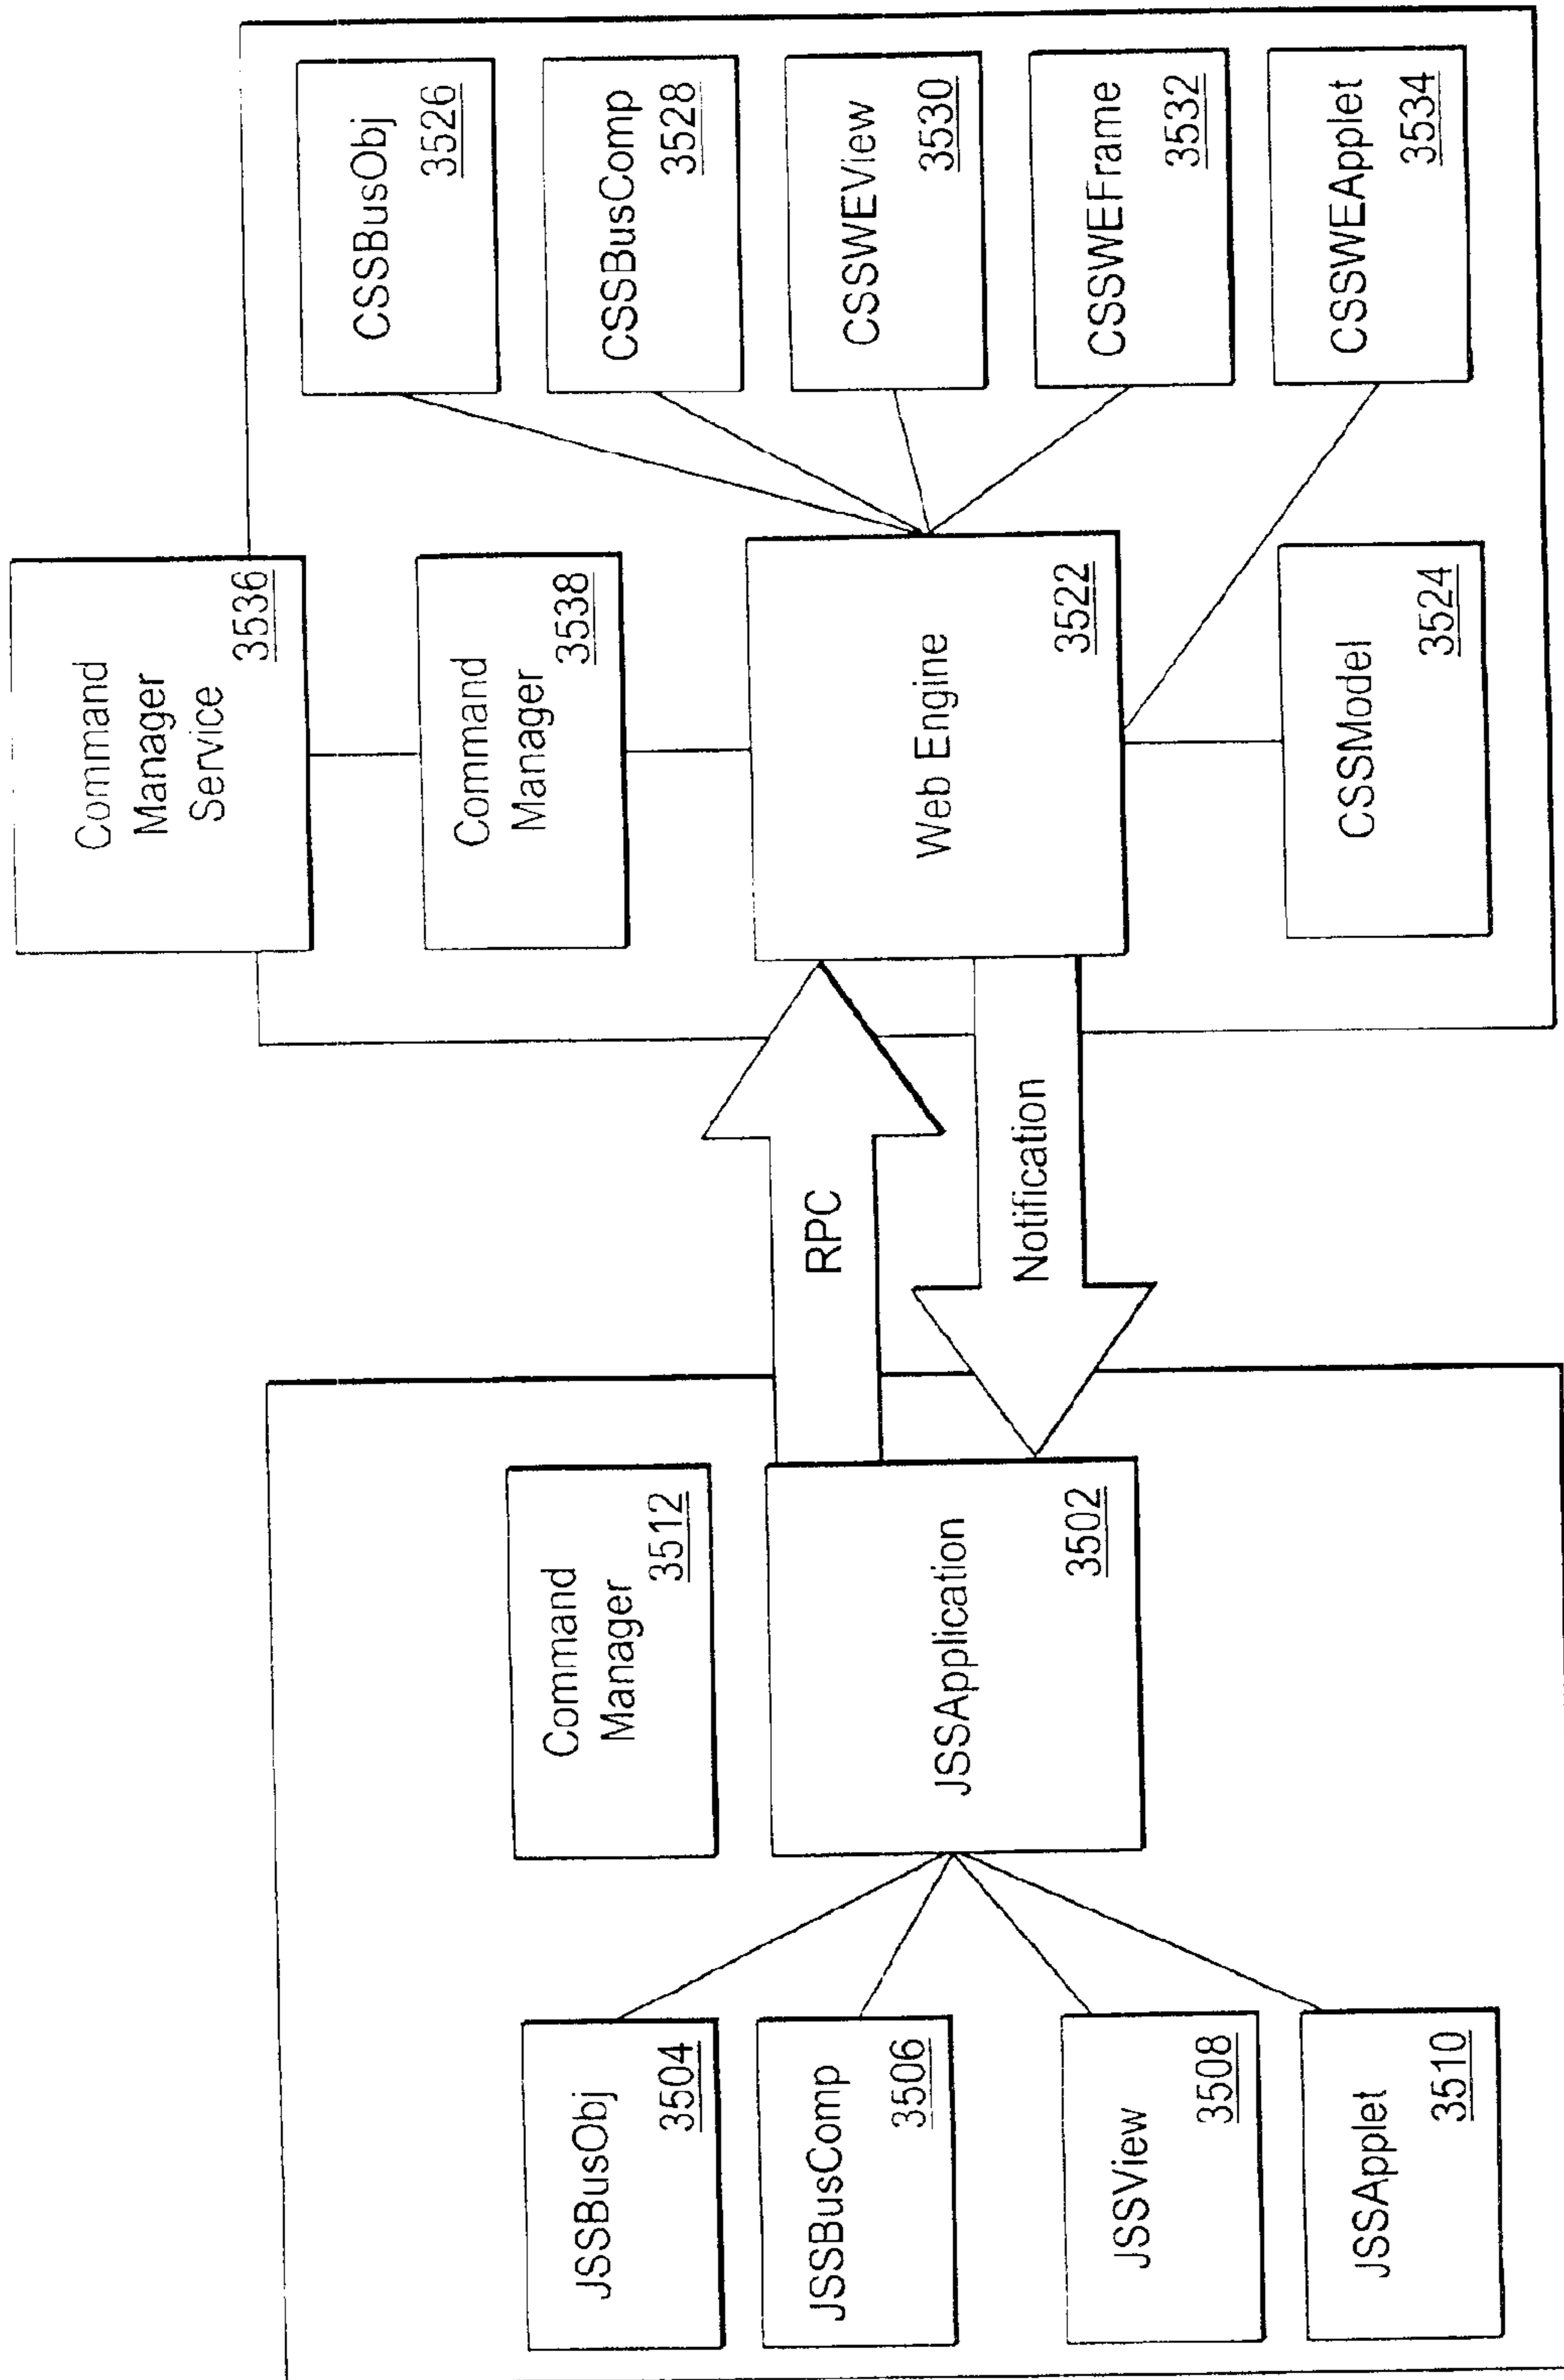 JSSBusObj
3504
JSSBusComp
3506
JSSView
3508
JSSApplet
3510
Command
Manager
3512
JSSApplication
3502
RPC
Notification
Command
Manager
Service
3536
Command
Manager
3538
Web Engine
3522
CSSModel
3524
CSSBusObj
3526
CSSBusComp
3528
CSSWEView
3530
CSSWEFrame
3532
CSSWEApplet
3534